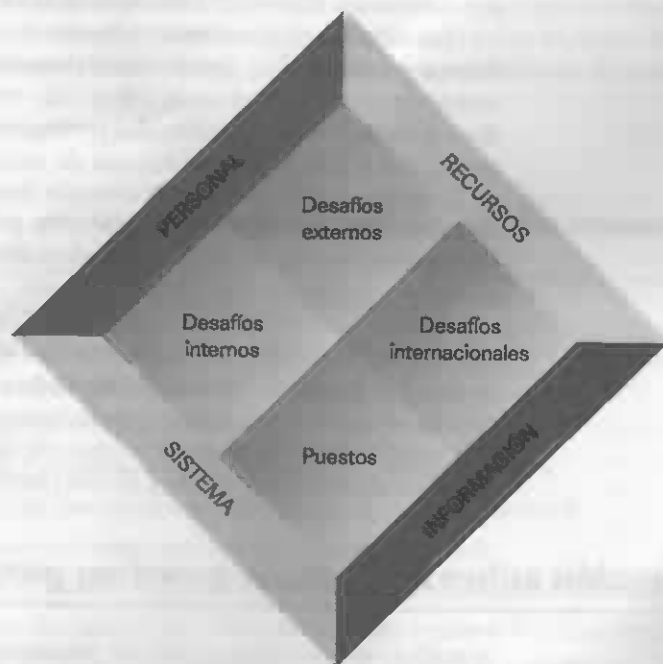 PERSONAL
RECURSOS
Desafíos
externos
Desafíos
internos
Desafíos
internacionales
Puestos
SISTEMA
INFORMACIÓN